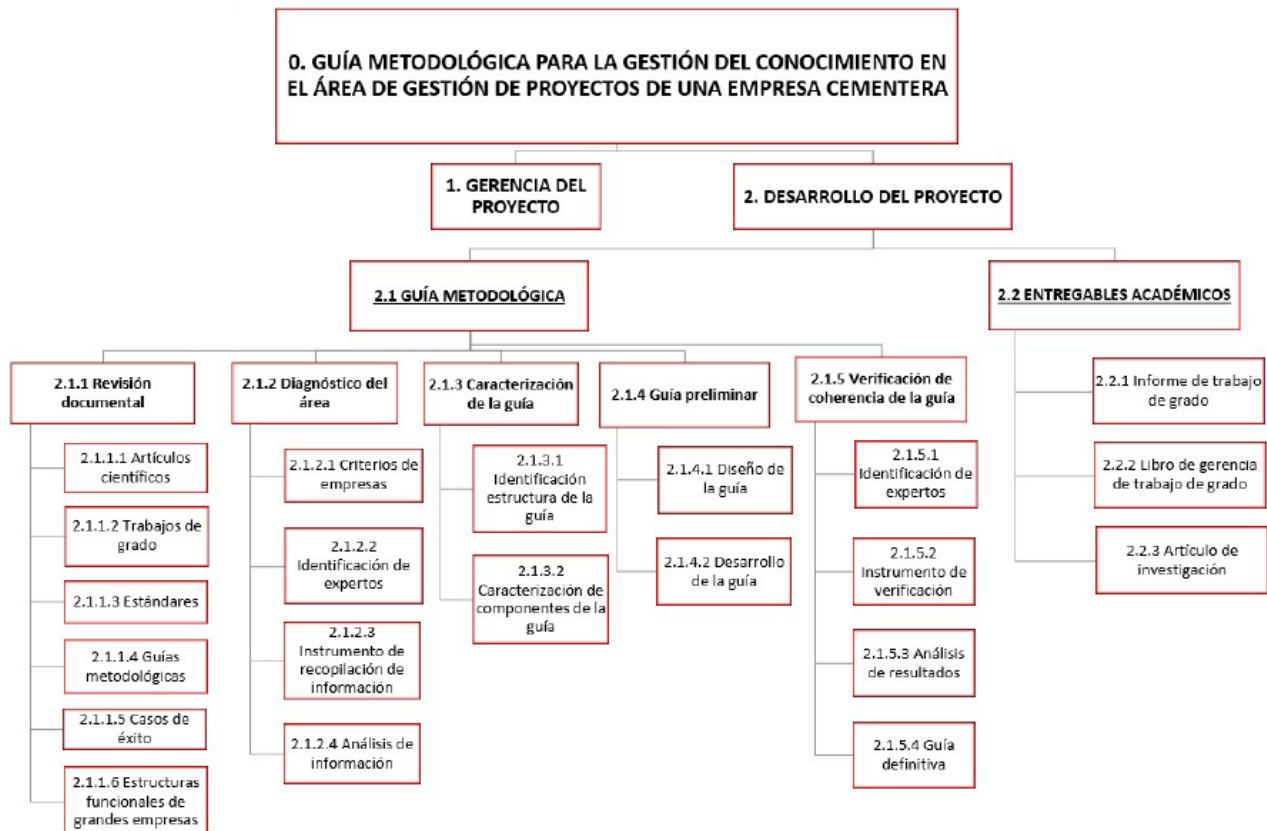 0. GUÍA METODOLÓGICA PARA LA GESTIÓN DEL CONOCIMIENTO EN
EL ÁREA DE GESTIÓN DE PROYECTOS DE UNA EMPRESA CEMENTERA
1. GERENCIA DEL
PROYECTO
2. DESARROLLO DEL PROYECTO
2.1 GUÍA METODOLÓGICA
2.2 ENTREGABLES ACADÉMICOS
2.1.1 Revisión
documental
2.1.1.1 Artículos
científicos
2.1.1.2 Trabajos de
grado
2.1.1.3 Estándares
2.1.1.4 Guías
metodológicas
2.1.1.5 Casos de
éxito
2.1.1.6 Estructuras
funcionales de
grandes empresas
2.1.2 Diagnóstico del
área
2.1.2.1 Criterios de
empresas
2.1.2.2
Identificación de
expertos
2.1.2.3
Instrumento de
recopilación de
información
2.1.2.4 Análisis de
información
2.1.3 Caracterización
de la guía
2.1.3.1
Identificación
estructura de la
guía
2.1.3.2
Caracterización de
componentes de la
guía
2.1.4 Guía preliminar
2.1.4.1 Diseño de
la guía
2.1.4.2 Desarrollo
de la guía
2.1.5 Verificación de
coherencia de la guía
2.1.5.1
Identificación de
expertos
2.1.5.2
Instrumento de
verificación
2.1.5.3 Análisis
de resultados
2.1.5.4 Guía
definitiva
2.2.1 Informe de trabajo
de grado
2.2.2 Libro de gerencia
de trabajo de grado
2.2.3 Artículo de
investigación